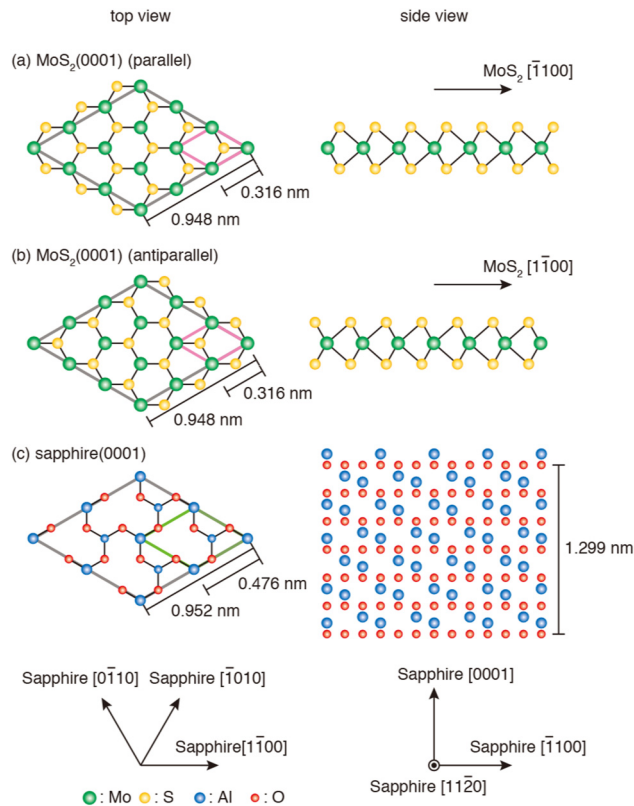 top view
side view
(a) MoS₂(0001) (parallel)
MoS₂ [1̅100]
0.316 nm
0.948 nm
(b) MoS₂(0001) (antiparallel)
MoS₂ [11̅00]
0.316 nm
0.948 nm
(c) sapphire(0001)
0.476 nm
0.952 nm
1.299 nm
Sapphire [01̅10]
Sapphire [1̅010]
Sapphire[11̅00]
Sapphire [0001]
Sapphire [1̅100]
Sapphire [112̅0]
: Mo : S : Al : O